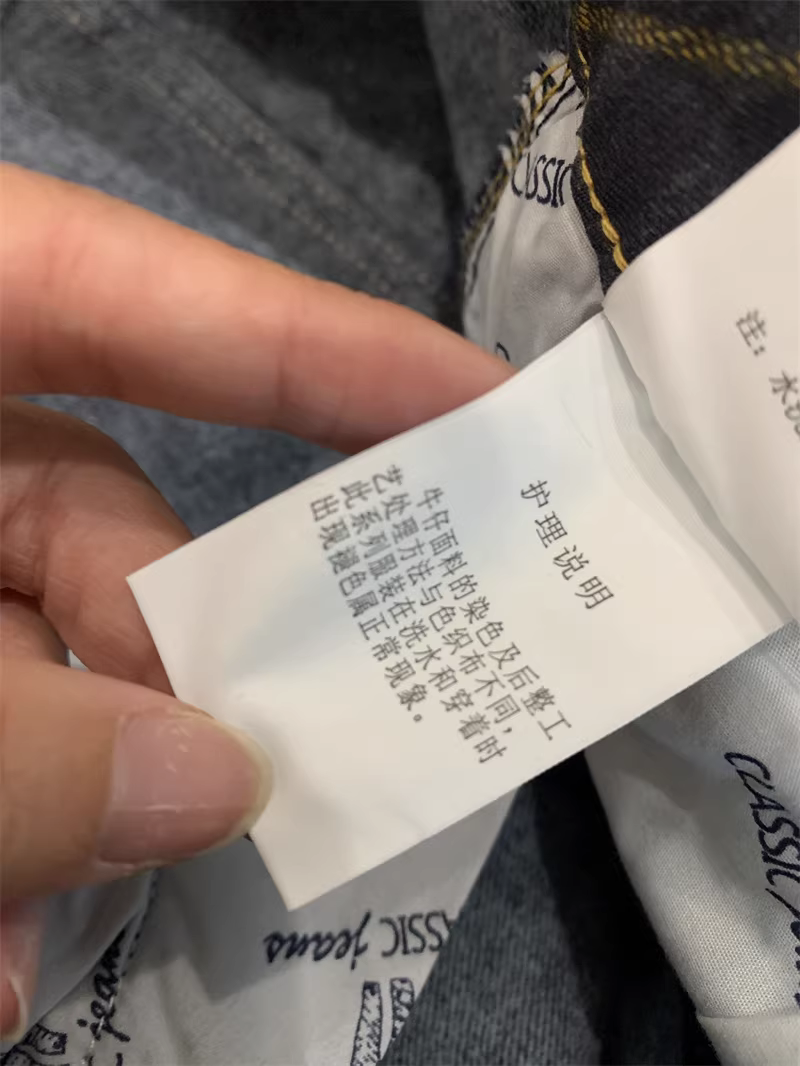 护理说明
牛仔面料的染色及后整工
艺处理方法与色织布不同，
此系列服装在洗水和穿着时
出现褪色属正常现象。
注：
水
CLASSIC
CLASSIC jeans
CLASSIC
jeans